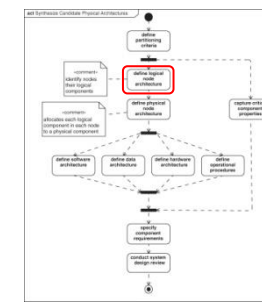 act Synthesize Candidate Physical Architectures
define
partitioning
criteria
«comment»
identify nodes
then logical
components
define logical
node
architecture
«comment»
allocates each logical
component in each node
to a physical component
define physical
node
architecture
capture critic
component
properties
define software
architecture
define data
architecture
define hardware
architecture
define
operational
procedures
specify
component
requirements
conduct system
design review